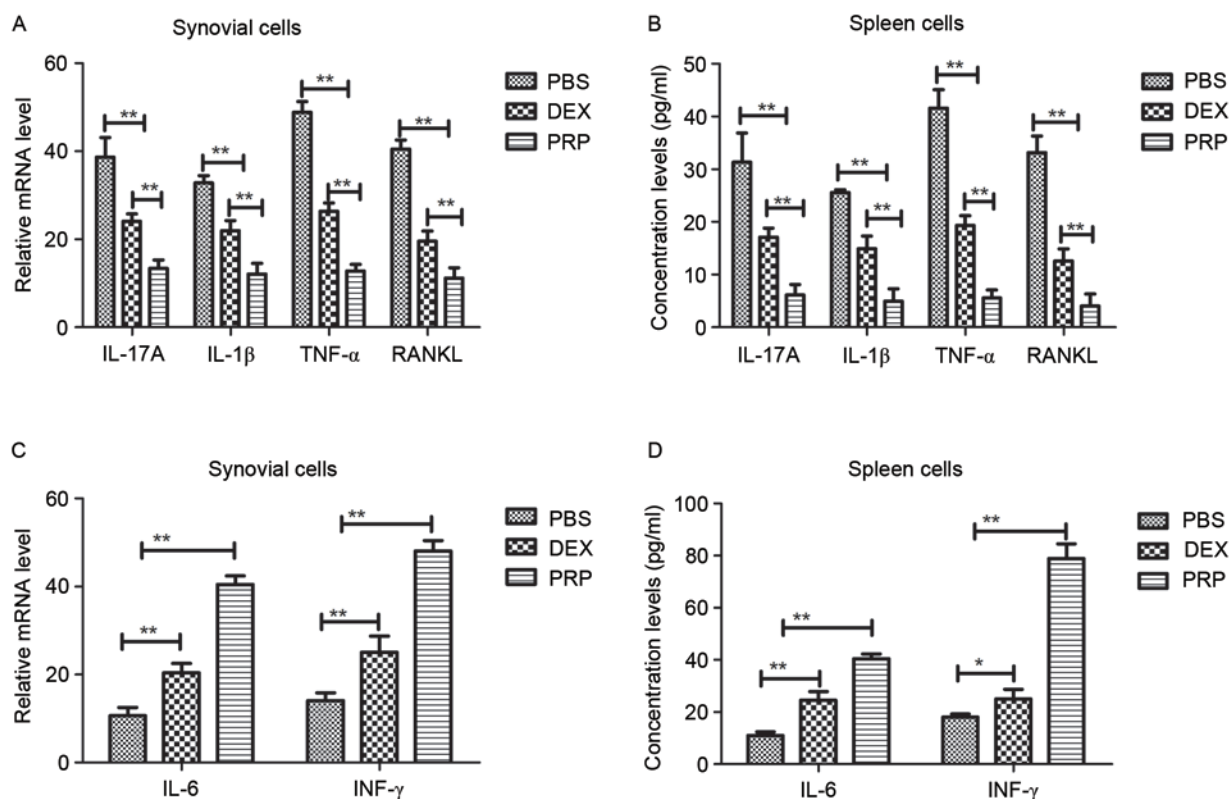 A
Synovial cells
Relative mRNA level
60
40
20
0
**
**
**
**
**
**
**
**
IL-17A
IL-1β
TNF-α
RANKL
PBS
DEX
PRP
B
Spleen cells
Concentration levels (pg/ml)
50
40
30
20
10
0
**
**
**
**
**
**
**
**
IL-17A
IL-1β
TNF-α
RANKL
PBS
DEX
PRP
C
Synovial cells
Relative mRNA level
60
40
20
0
**
**
**
**
IL-6
INF-γ
PBS
DEX
PRP
D
Spleen cells
Concentration levels (pg/ml)
100
80
60
40
20
0
**
**
**
*
IL-6
INF-γ
PBS
DEX
PRP